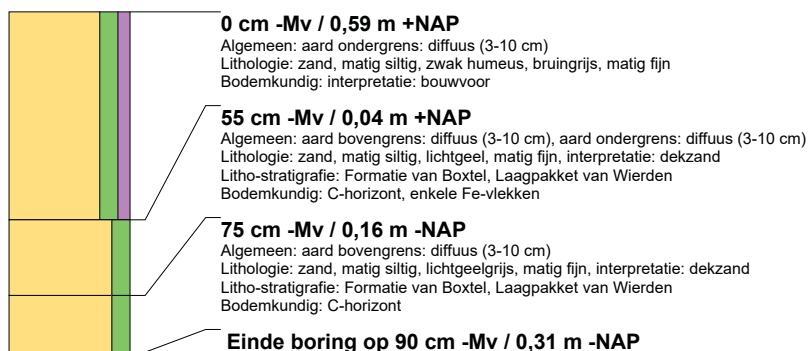 0 cm -Mv / 0,59 m +NAP
Algemeen: aard ondergrens: diffuus (3-10 cm)
Lithologie: zand, matig siltig, zwak humeus, bruingrijs, matig fijn
Bodemkundig: interpretatie: bouwvoor
55 cm -Mv / 0,04 m +NAP
Algemeen: aard bovengrens: diffuus (3-10 cm), aard ondergrens: diffuus (3-10 cm)
Lithologie: zand, matig siltig, lichtgeel, matig fijn, interpretatie: dekzand
Litho-stratigrafie: Formatie van Boxtel, Laagpakket van Wierden
Bodemkundig: C-horizont, enkele Fe-vlekken
75 cm -Mv / 0,16 m -NAP
Algemeen: aard bovengrens: diffuus (3-10 cm)
Lithologie: zand, matig siltig, lichtgeelgrijs, matig fijn, interpretatie: dekzand
Litho-stratigrafie: Formatie van Boxtel, Laagpakket van Wierden
Bodemkundig: C-horizont
Einde boring op 90 cm -Mv / 0,31 m -NAP